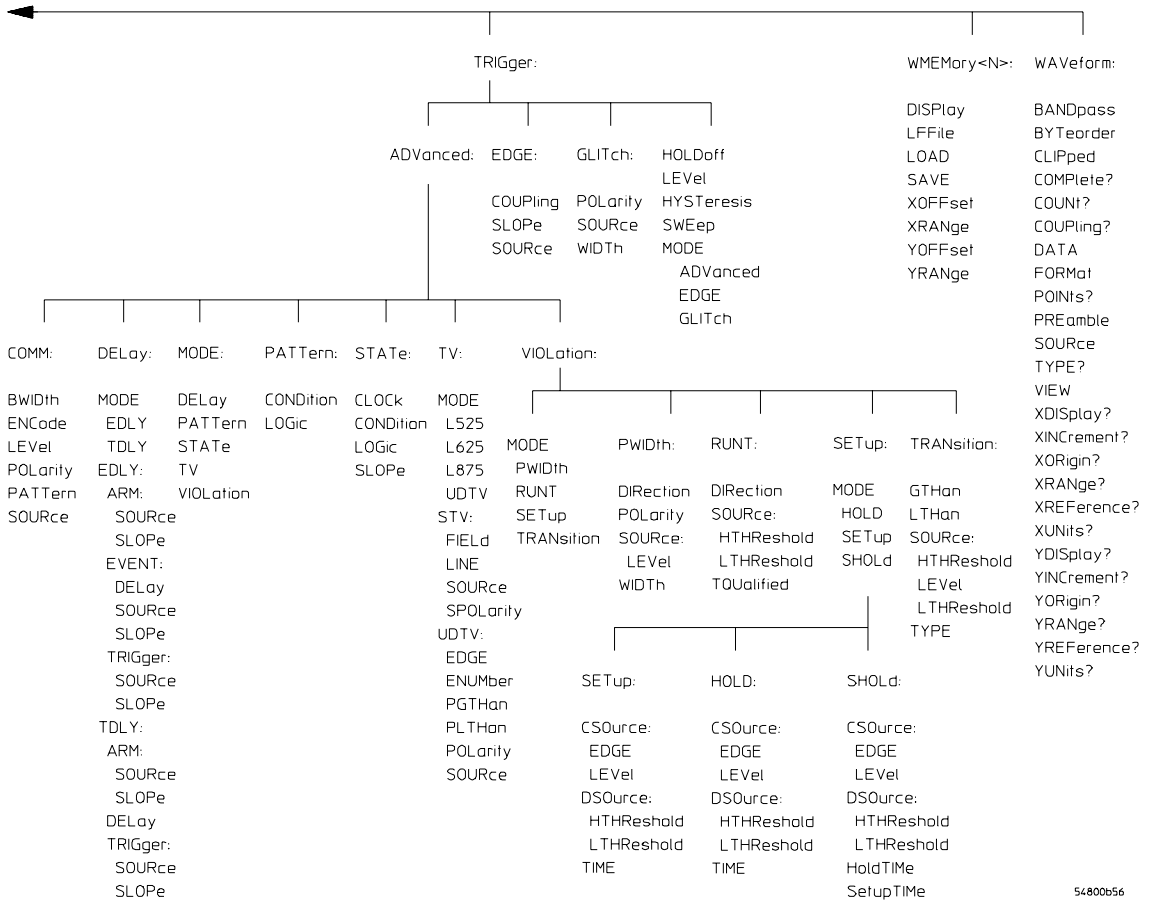 TRIGger:
ADVanced:
EDGE:
COUPling
SLOPe
SOURce
GLITch:
POLarity
SOURce
WIDTh
HOLDoff
LEVel
HYSTeresis
SWEep
MODE
ADVanced
EDGE
GLITch
WMEMory<N>:
DISPlay
LFFile
LOAD
SAVE
XOFFset
XRANge
YOFFset
YRANge
WAVeform:
BANDpass
BYTeorder
CLIPped
COMPlete?
COUNt?
COUPling?
DATA
FORMat
POINts?
PREamble
SOURce
TYPE?
VIEW
XDISplay?
XINCrement?
XORigin?
XRANge?
XREFerence?
XUNits?
YDISplay?
YINCrement?
YORigin?
YRANge?
YREFerence?
YUNits?
COMM:
BWIDth
ENCode
LEVel
POLarity
PATTern
SOURce
DELay:
MODE
EDLY
TDLY
EDLY:
ARM:
SOURce
SLOPe
EVENT:
DELay
SOURce
SLOPe
TRIGger:
SOURce
SLOPe
TDLY:
ARM:
SOURce
SLOPe
DELay
TRIGger:
SOURce
SLOPe
MODE:
DELay
PATTern
STATe
TV
VIOLation
PATTern:
CONDition
LOGic
STATe:
CLOCk
CONDition
LOGic
SLOPe
TV:
MODE
L525
L625
L875
UDTV
STV:
FIELd
LINE
SOURce
SPOLarity
UDTV:
EDGE
ENUMber
PGTHan
PLTHan
POLarity
SOURce
VIOLation:
MODE
PWIDth
RUNT
SETup
TRANsition
PWIDth:
DIRection
POLarity
SOURce:
LEVel
WIDTh
RUNT:
DIRection
SOURce:
HTHReshold
LTHReshold
TQUalified
SETup:
MODE
HOLD
SETup
SHOLd
TRANsition:
GTHan
LTHan
SOURce:
HTHReshold
LEVel
LTHReshold
TYPE
SETup:
CSOurce:
EDGE
LEVel
DSOurce:
HTHReshold
LTHReshold
TIME
HOLD:
CSOurce:
EDGE
LEVel
DSOurce:
HTHReshold
LTHReshold
TIME
SHOLd:
CSOurce:
EDGE
LEVel
DSOurce:
HTHReshold
LTHReshold
HoldTIMe
SetupTIMe
54800b56